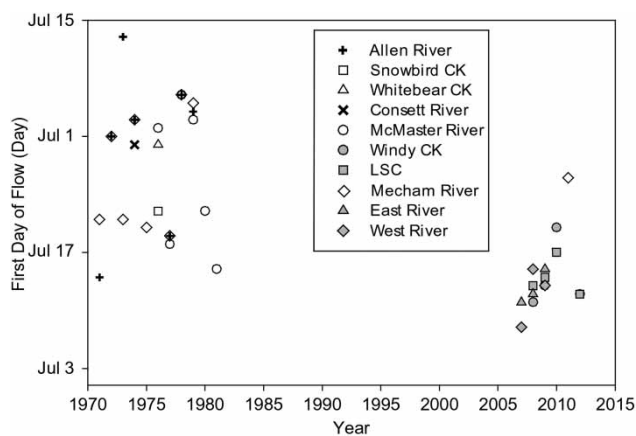 Jul 15
Jul 1
Jul 17
Jul 3
First Day of Flow (Day)
Allen River
Snowbird CK
Whitebear CK
Consett River
McMaster River
Windy CK
LSC
Mecham River
East River
West River
1970 1975 1980 1985 1990 1995 2000 2005 2010 2015
Year